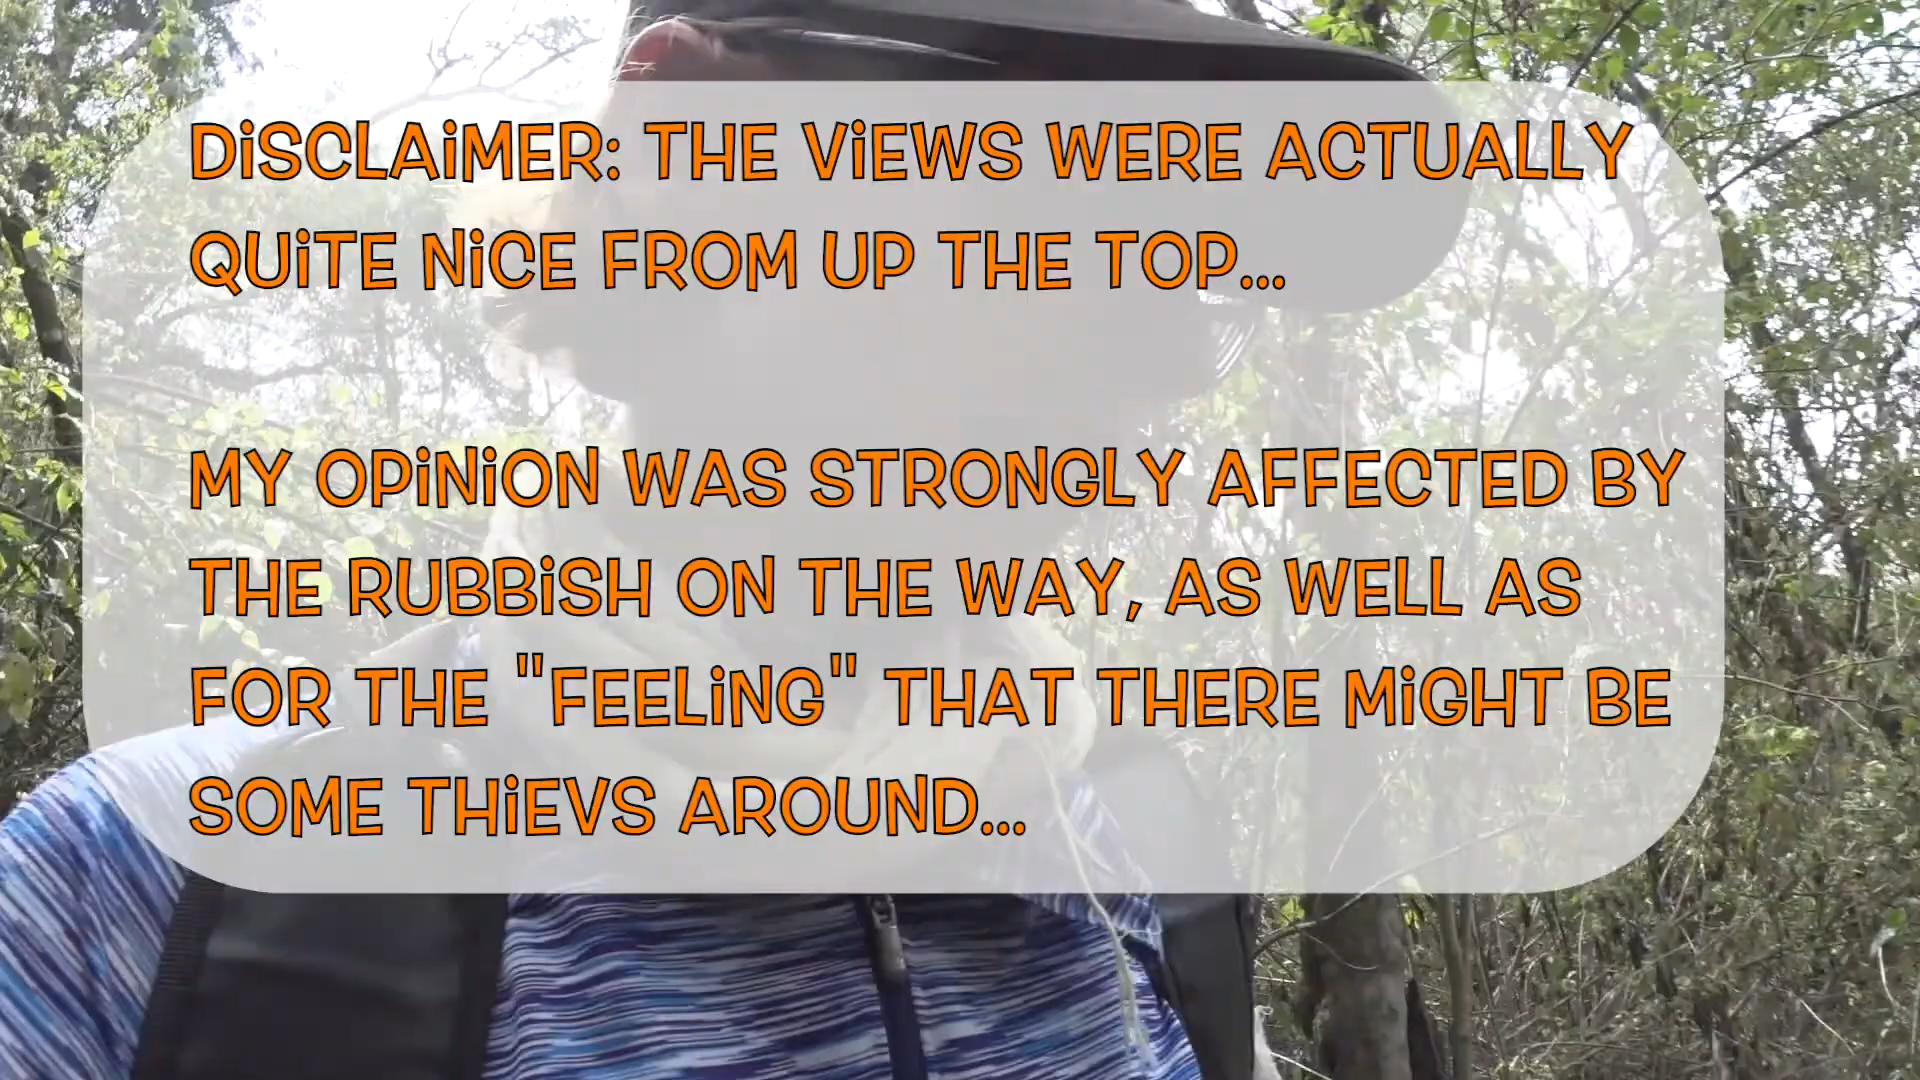 DiSCLAiMER: THE ViEWS WERE ACTUALLY
QUiTE NiCE FROM UP THE TOP...
MY OPiNiON WAS STRONGLY AFFECTED BY
THE RUBBiSH ON THE WAY, AS WELL AS
FOR THE "FEELiNG" THAT THERE MiGHT BE
SOME THiEVS AROUND...